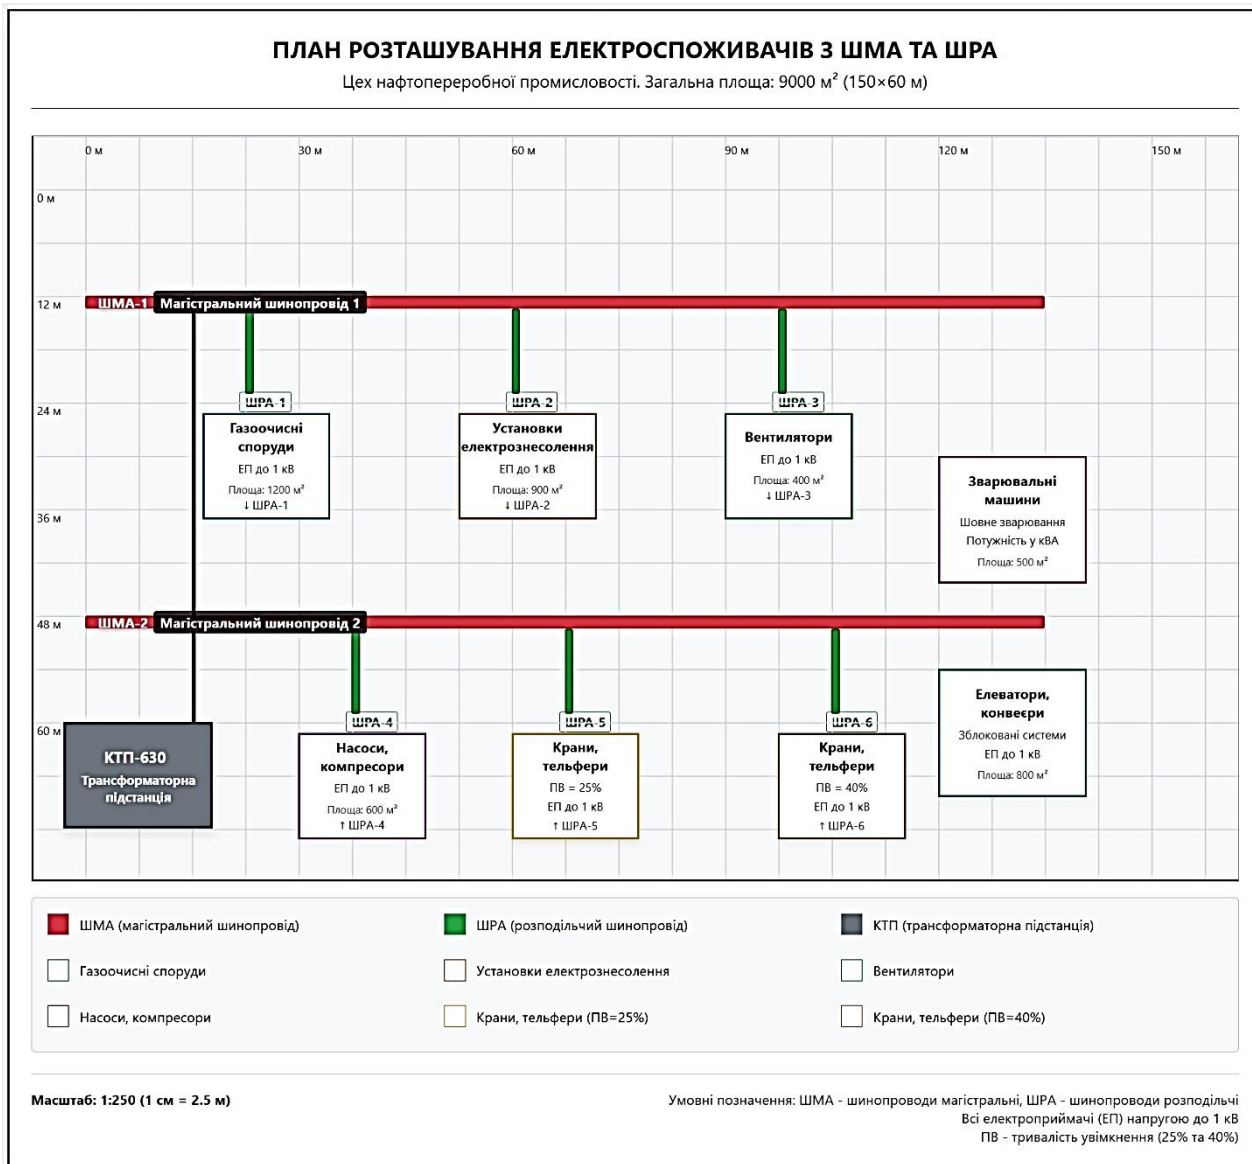 ПЛАН РОЗТАШУВАННЯ ЕЛЕКТРОСПОЖИВАЧІВ З ШМА ТА ШРА
Цех нафтопереробної промисловості. Загальна площа: 9000 м² (150×60 м)
0 м
30 м
60 м
90 м
120 м
150 м
0 м
12 м
ШМА-1
Магістральний шинопровід 1
24 м
ШРА-1
ШРА-2
ШРА-3
Газоочисні
споруди
ЕП до 1 кВ
Площа: 1200 м²
↓ ШРА-1
Установки
електрознесолення
ЕП до 1 кВ
Площа: 900 м²
↓ ШРА-2
Вентилятори
ЕП до 1 кВ
Площа: 400 м²
↓ ШРА-3
Зварювальні
машини
Шовне зварювання
Потужність у кВА
Площа: 500 м²
36 м
48 м
ШМА-2
Магістральний шинопровід 2
60 м
КТП-630
Трансформаторна
підстанція
ШРА-4
ШРА-5
ШРА-6
Насоси,
компресори
ЕП до 1 кВ
Площа: 600 м²
↑ ШРА-4
Крани,
тельфери
ПВ = 25%
ЕП до 1 кВ
↑ ШРА-5
Крани,
тельфери
ПВ = 40%
ЕП до 1 кВ
↑ ШРА-6
Елеватори,
конвеєри
Зблоковані системи
ЕП до 1 кВ
Площа: 800 м²
ШМА (магістральний шинопровід)
ШРА (розподільчий шинопровід)
КТП (трансформаторна підстанція)
Газоочисні споруди
Установки електрознесолення
Вентилятори
Насоси, компресори
Крани, тельфери (ПВ=25%)
Крани, тельфери (ПВ=40%)
Масштаб: 1:250 (1 см = 2.5 м)
Умовні позначення: ШМА - шинопроводи магістральні, ШРА - шинопроводи розподільчі
Всі електроприймачі (ЕП) напругою до 1 кВ
ПВ - тривалість увімкнення (25% та 40%)